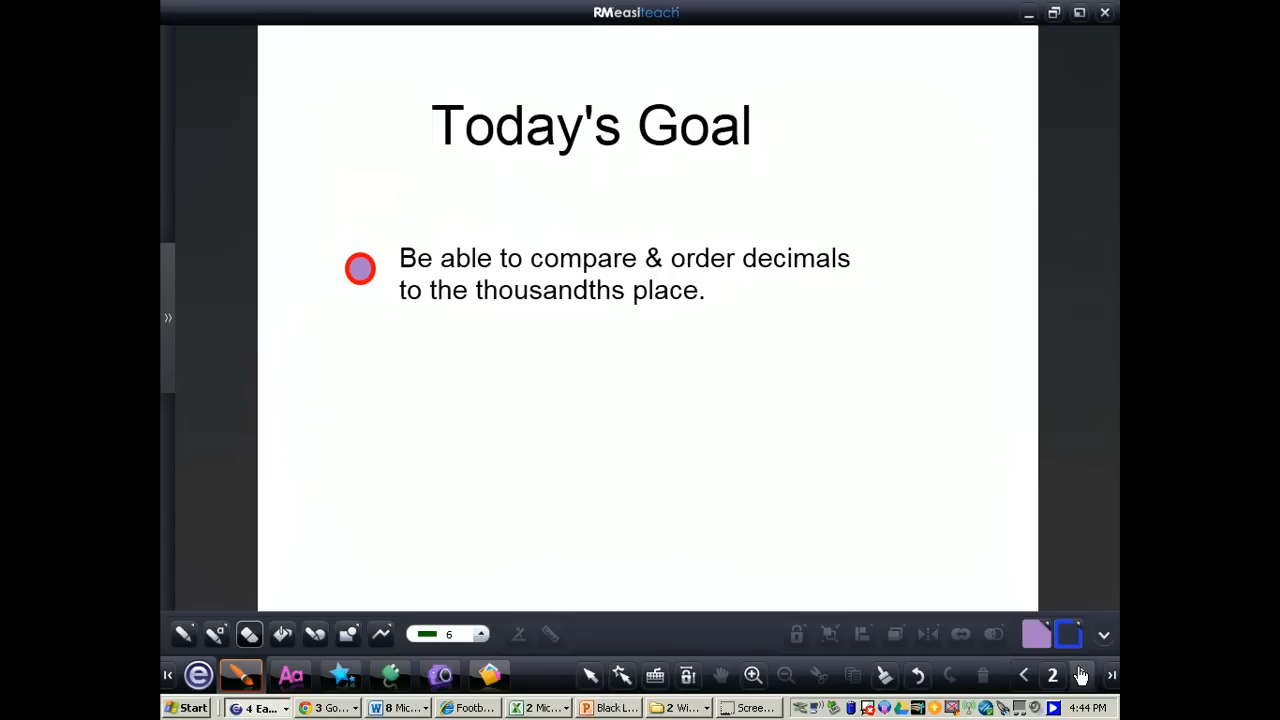 RMeasiteach
Today's Goal
Be able to compare & order decimals
to the thousandths place.
»
6
Aa
2
Start
4 Ea...
3 Go...
8 Mic...
Footb...
2 Mic...
Black L...
2 Wi...
Scree...
4:44 PM